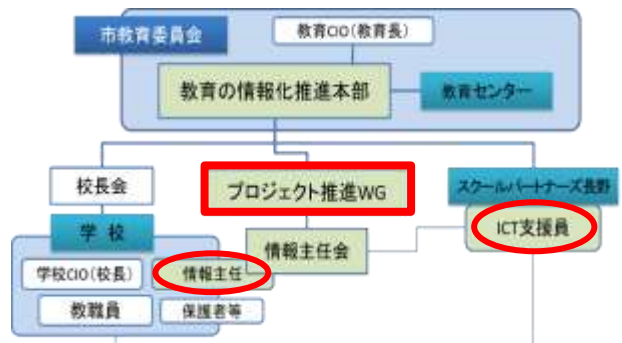 市教育委員会
教育CIO(教育長)
教育の情報化推進本部
教育センター
校長会
プロジェクト推進WG
スクールパートナーズ長野
学 校
ICT支援員
情報主任会
学校CIO(校長)
情報主任
教職員
保護者等